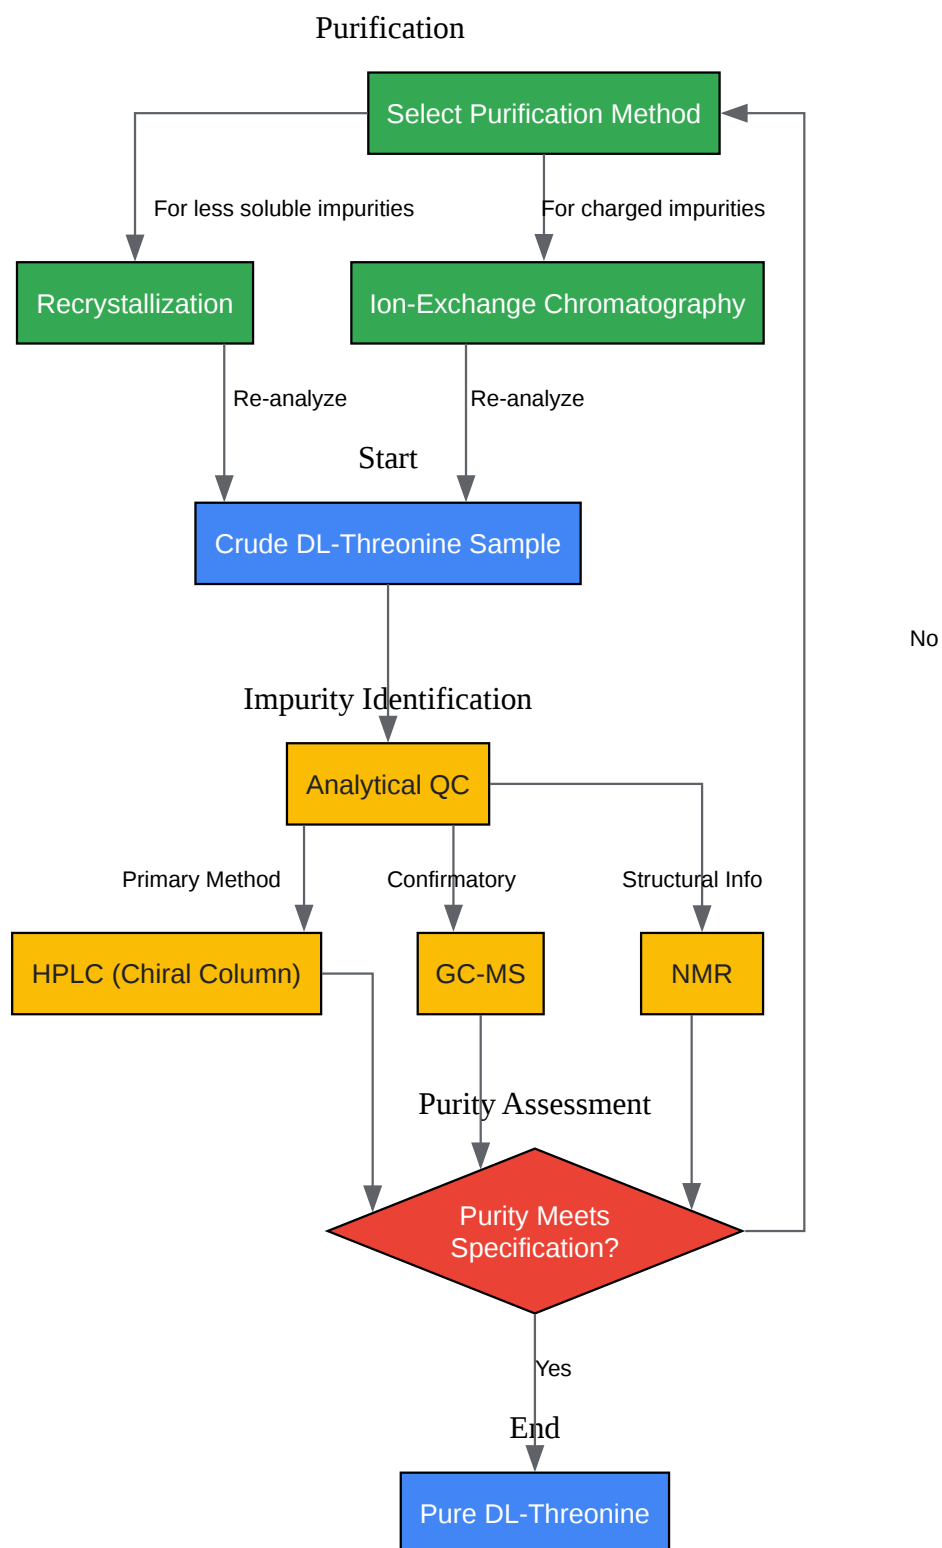 Purification
Select Purification Method
For less soluble impurities
For charged impurities
Recrystallization
Ion-Exchange Chromatography
Re-analyze
Re-analyze
Start
Crude DL-Threonine Sample
No
Impurity Identification
Analytical QC
Primary Method
Confirmatory
Structural Info
HPLC (Chiral Column)
GC-MS
NMR
Purity Assessment
Purity Meets
Specification?
Yes
End
Pure DL-Threonine